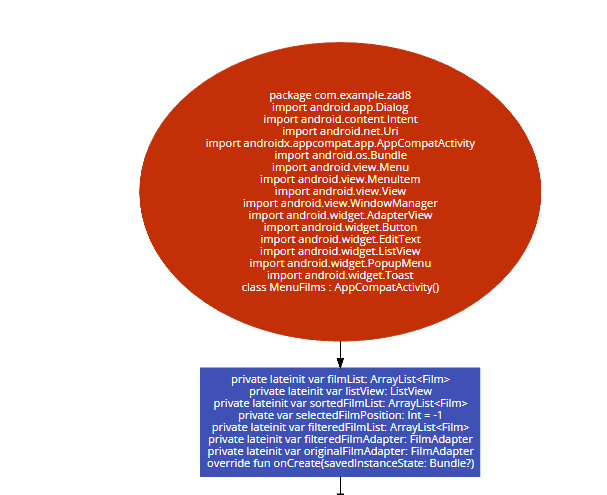 package com.example.zad8
import android.app.Dialog
import android.content.Intent
import android.net.Uri
import androidx.appcompat.app.AppCompatActivity
import android.os.Bundle
import android.view.Menu
import android.view.MenuItem
import android.view.View
import android.view.WindowManager
import android.widget.AdapterView
import android.widget.Button
import android.widget.EditText
import android.widget.ListView
import android.widget.PopupMenu
import android.widget.Toast
class MenuFilms : AppCompatActivity()
private lateinit var filmList: ArrayList<Film>
private lateinit var listView: ListView
private lateinit var sortedFilmList: ArrayList<Film>
private var selectedFilmPosition: Int = -1
private lateinit var filteredFilmList: ArrayList<Film>
private lateinit var filteredFilmAdapter: FilmAdapter
private lateinit var originalFilmAdapter: FilmAdapter
override fun onCreate(savedInstanceState: Bundle?)